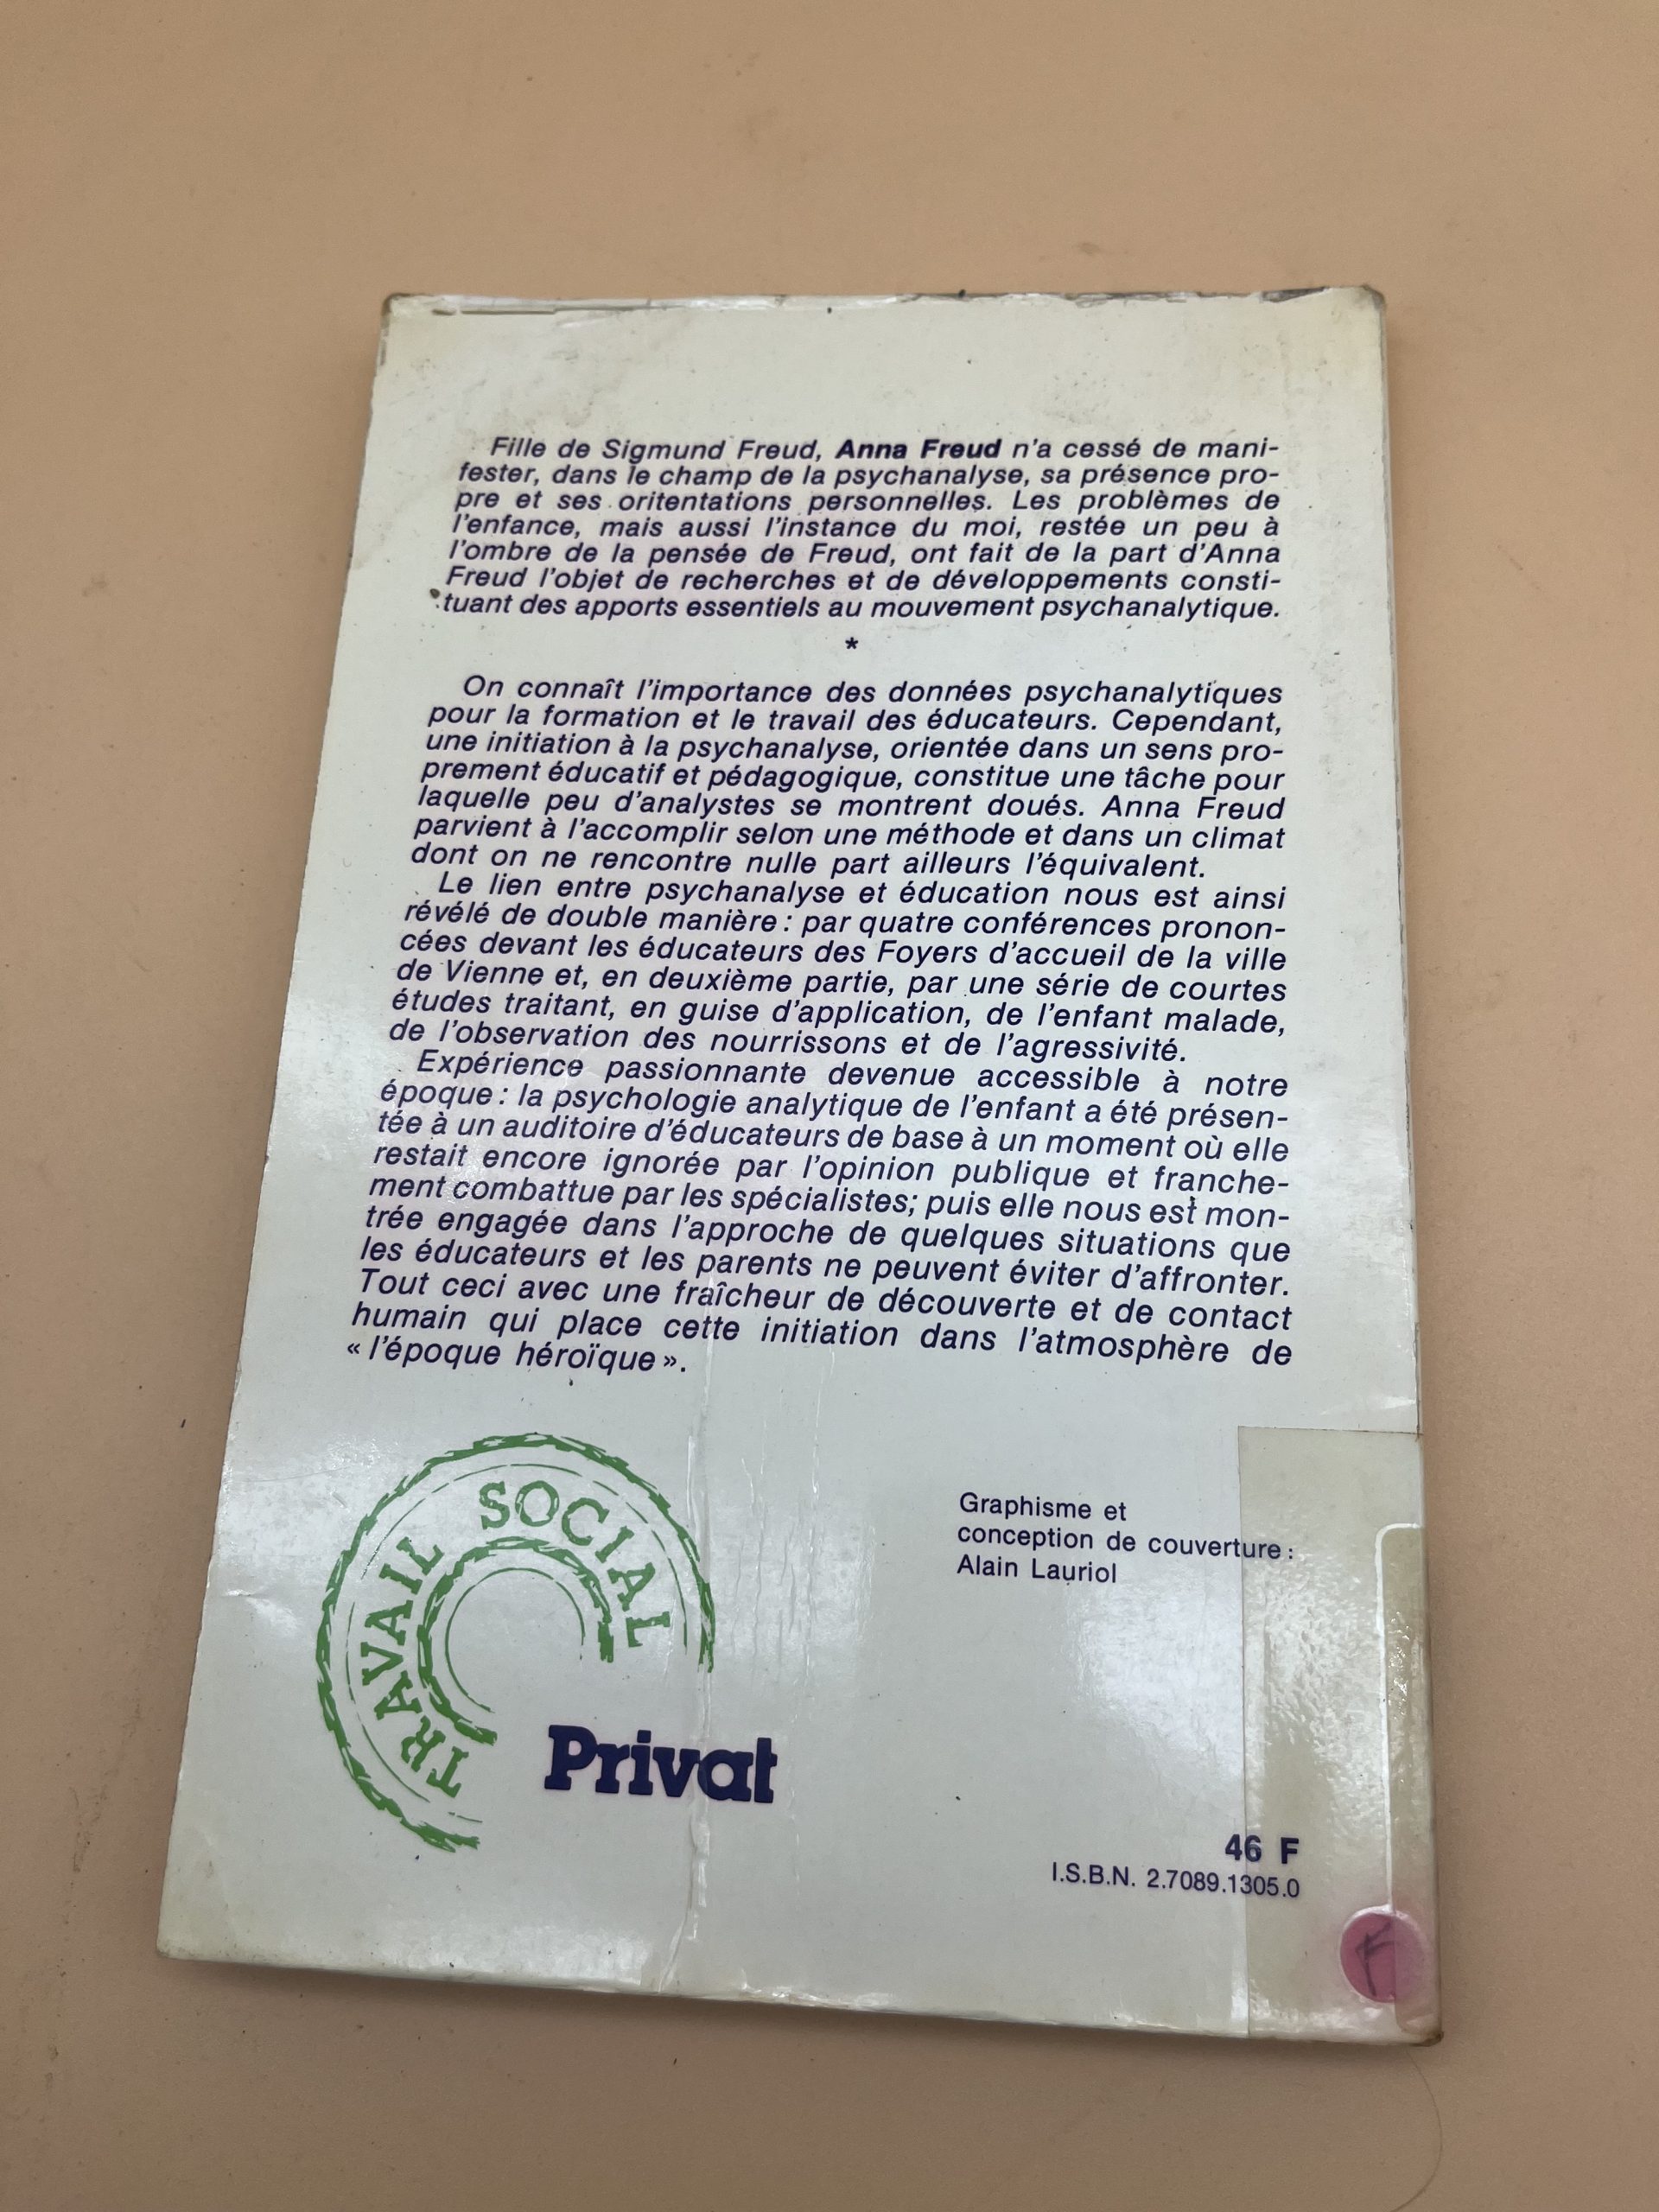 Fille de Sigmund Freud, Anna Freud n'a cessé de mani-
fester, dans le champ de la psychanalyse, sa présence pro-
pre et ses oritentations personnelles. Les problèmes de
l'enfance, mais aussi l'instance du moi, restée un peu à
l'ombre de la pensée de Freud, ont fait de la part d'Anna
Freud l'objet de recherches et de développements consti-
tuant des apports essentiels au mouvement psychanalytique.
*
On connaît l'importance des données psychanalytiques
pour la formation et le travail des éducateurs. Cependant,
une initiation à la psychanalyse, orientée dans un sens pro-
prement éducatif et pédagogique, constitue une tâche pour
laquelle peu d'analystes se montrent doués. Anna Freud
parvient à l'accomplir selon une méthode et dans un climat
dont on ne rencontre nulle part ailleurs l'équivalent.
Le lien entre psychanalyse et éducation nous est ainsi
révélé de double manière : par quatre conférences pronon-
cées devant les éducateurs des Foyers d'accueil de la ville
de Vienne et, en deuxième partie, par une série de courtes
études traitant, en guise d'application, de l'enfant malade,
de l'observation des nourrissons et de l'agressivité.
Expérience passionnante devenue accessible à notre
époque : la psychologie analytique de l'enfant a été présen-
tée à un auditoire d'éducateurs de base à un moment où elle
restait encore ignorée par l'opinion publique et franche-
ment combattue par les spécialistes; puis elle nous est mon-
trée engagée dans l'approche de quelques situations que
les éducateurs et les parents ne peuvent éviter d'affronter.
Tout ceci avec une fraîcheur de découverte et de contact
humain qui place cette initiation dans l'atmosphère de
« l'époque héroïque ».
TRAVAIL SOCIAL
Privat
Graphisme et
conception de couverture :
Alain Lauriol
46 F
I.S.B.N. 2.7089.1305.0
F